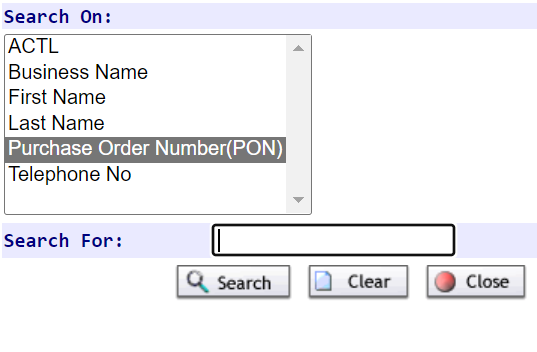 Search On:
ACTL
Business Name
First Name
Last Name
Purchase Order Number(PON)
Telephone No
Search For:
Search Clear Close